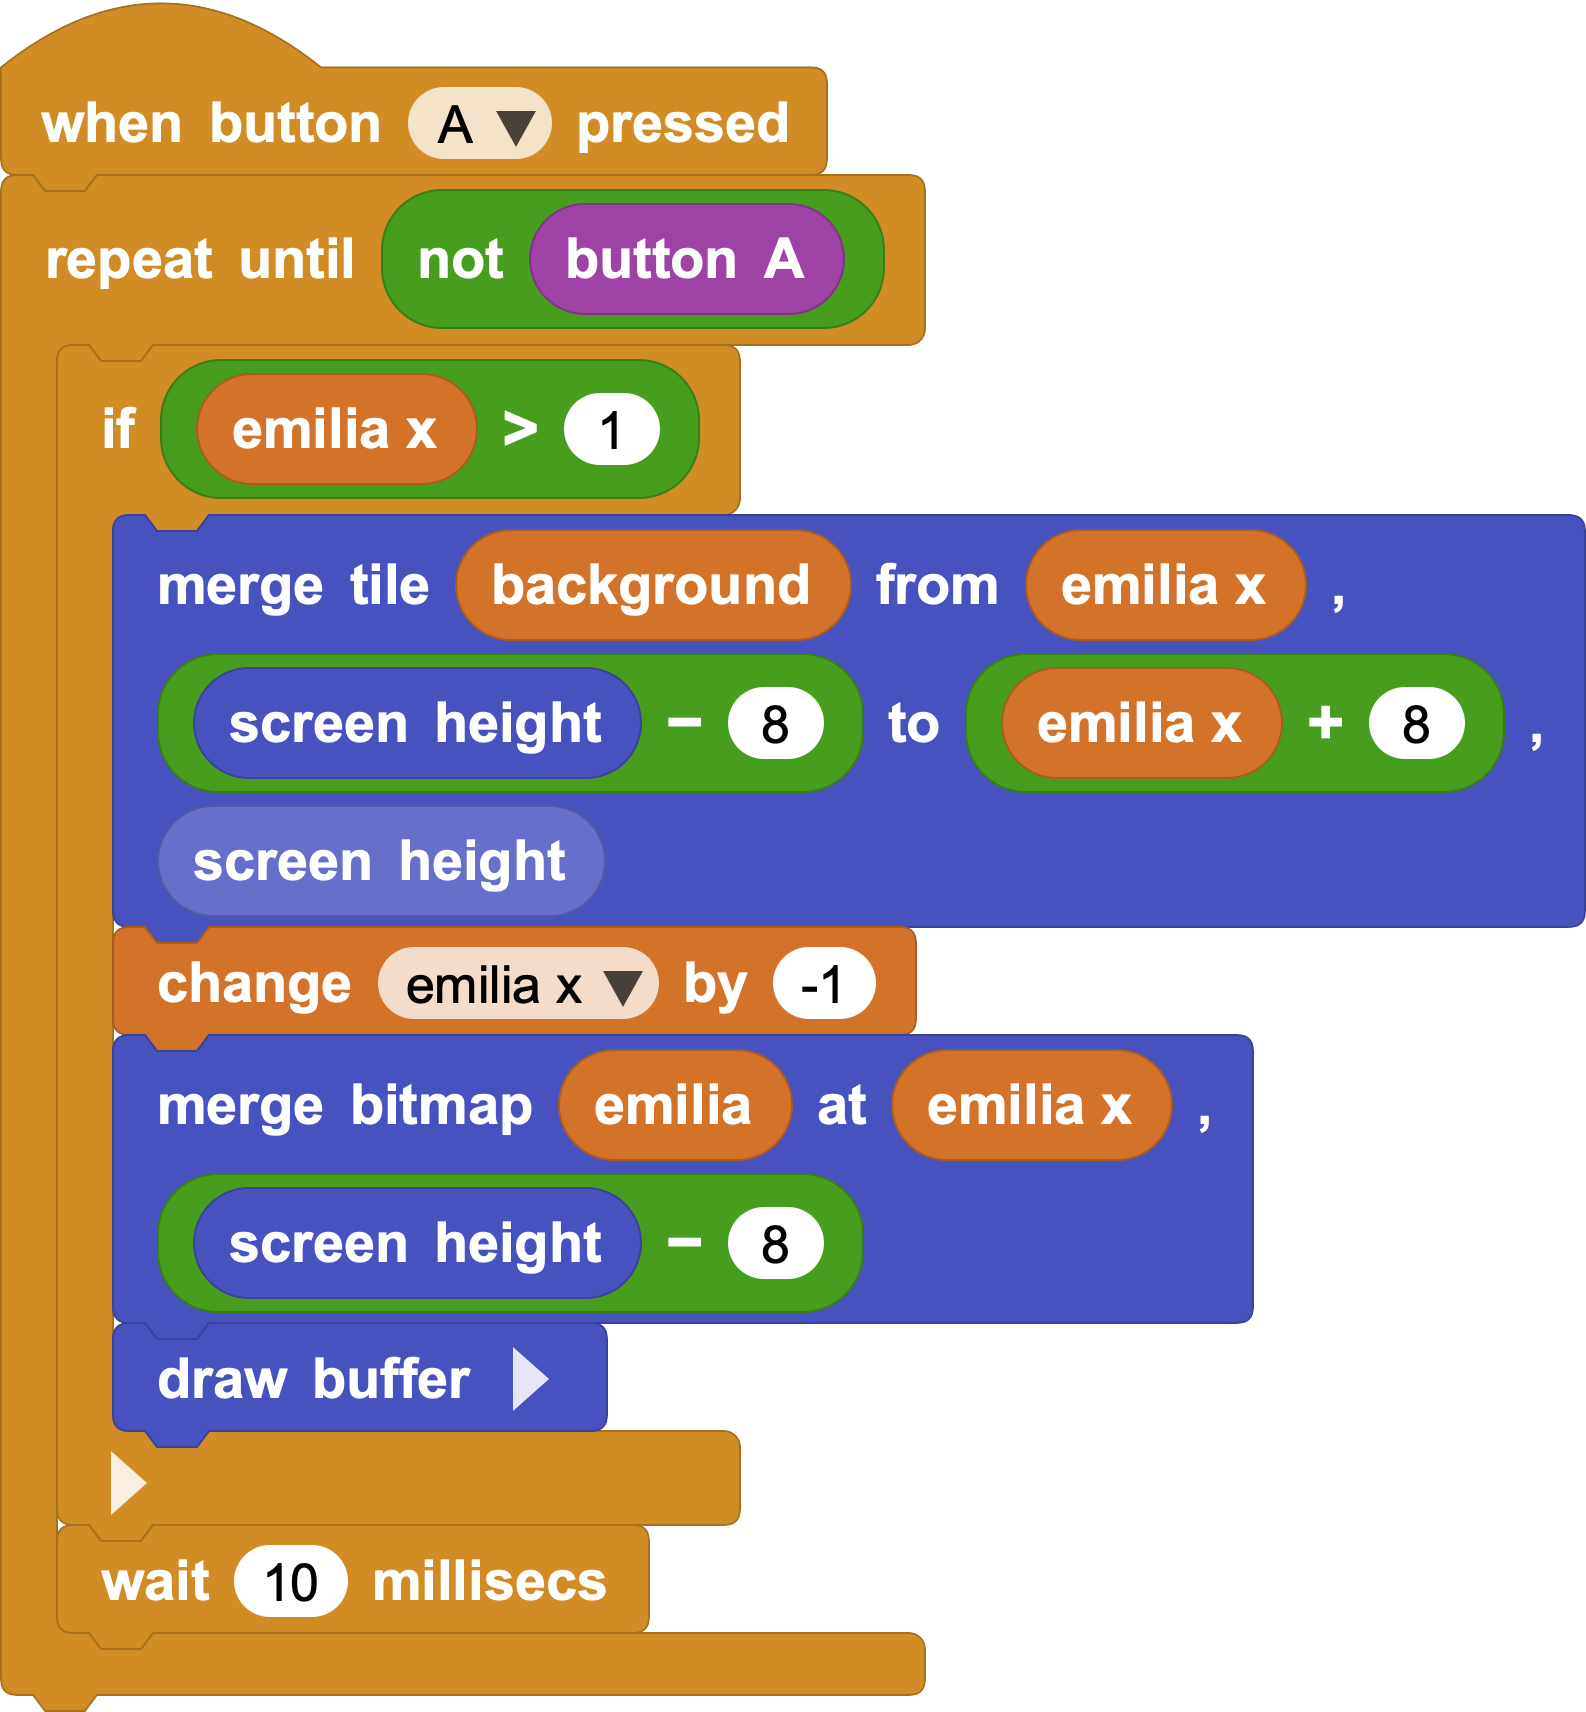 when button A pressed
repeat until not button A
if emilia x > 1
merge tile background from emilia x ,
screen height − 8 to emilia x + 8 ,
screen height
change emilia x by -1
merge bitmap emilia at emilia x ,
screen height − 8
draw buffer
wait 10 millisecs